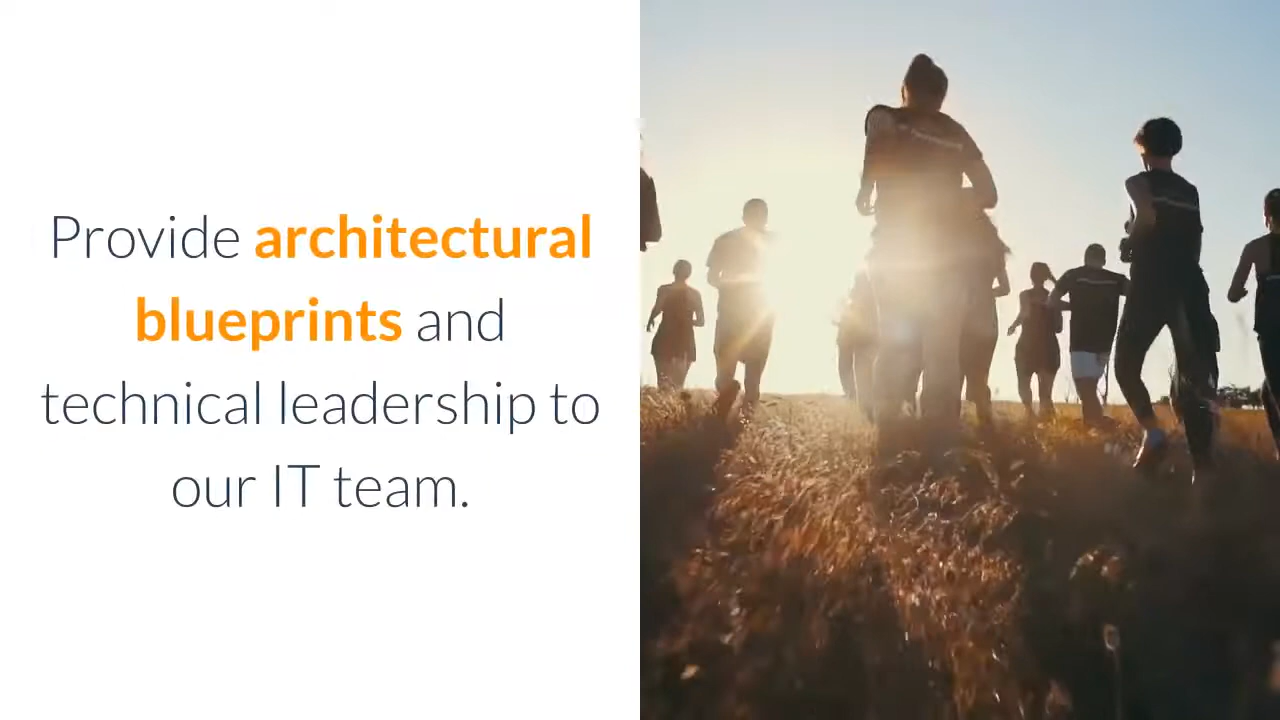 Provide architectural
blueprints and
technical leadership to
our IT team.